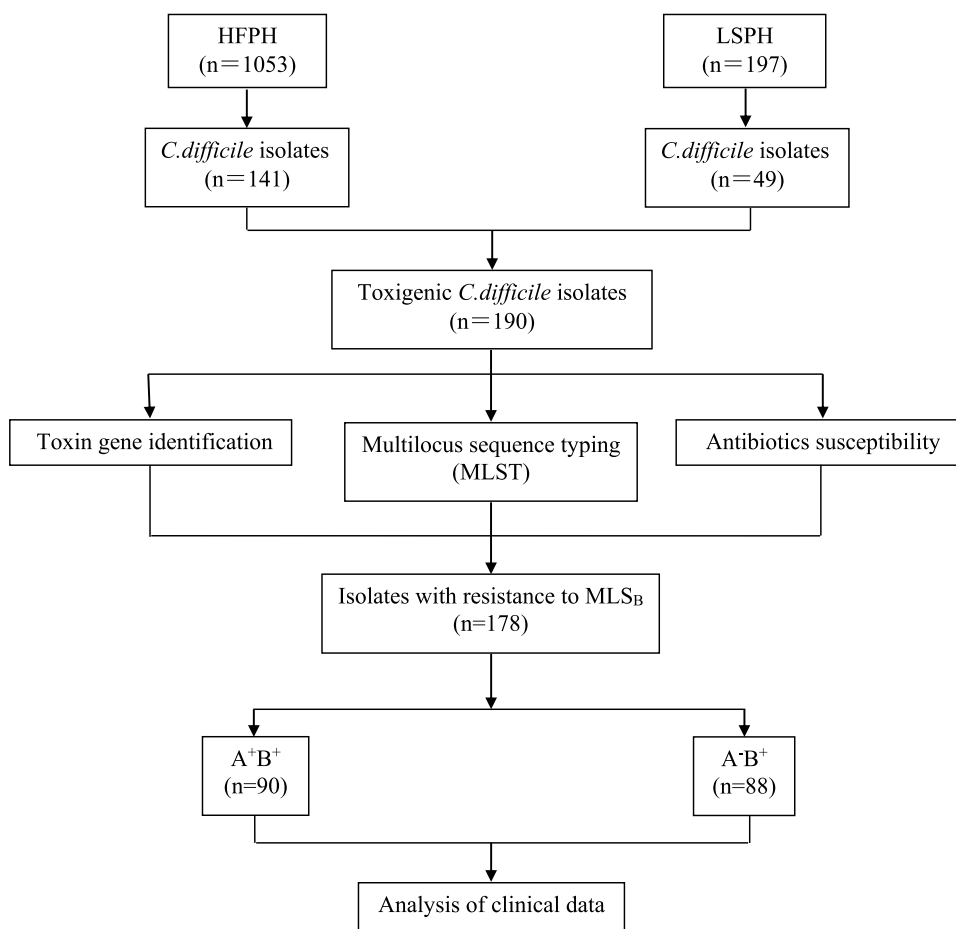 HFPH
(n＝1053)
LSPH
(n＝197)
C.difficile isolates
(n＝141)
C.difficile isolates
(n＝49)
Toxigenic C.difficile isolates
(n＝190)
Toxin gene identification
Multilocus sequence typing
(MLST)
Antibiotics susceptibility
Isolates with resistance to MLS_B
(n=178)
A⁺B⁺
(n=90)
A⁻B⁺
(n=88)
Analysis of clinical data